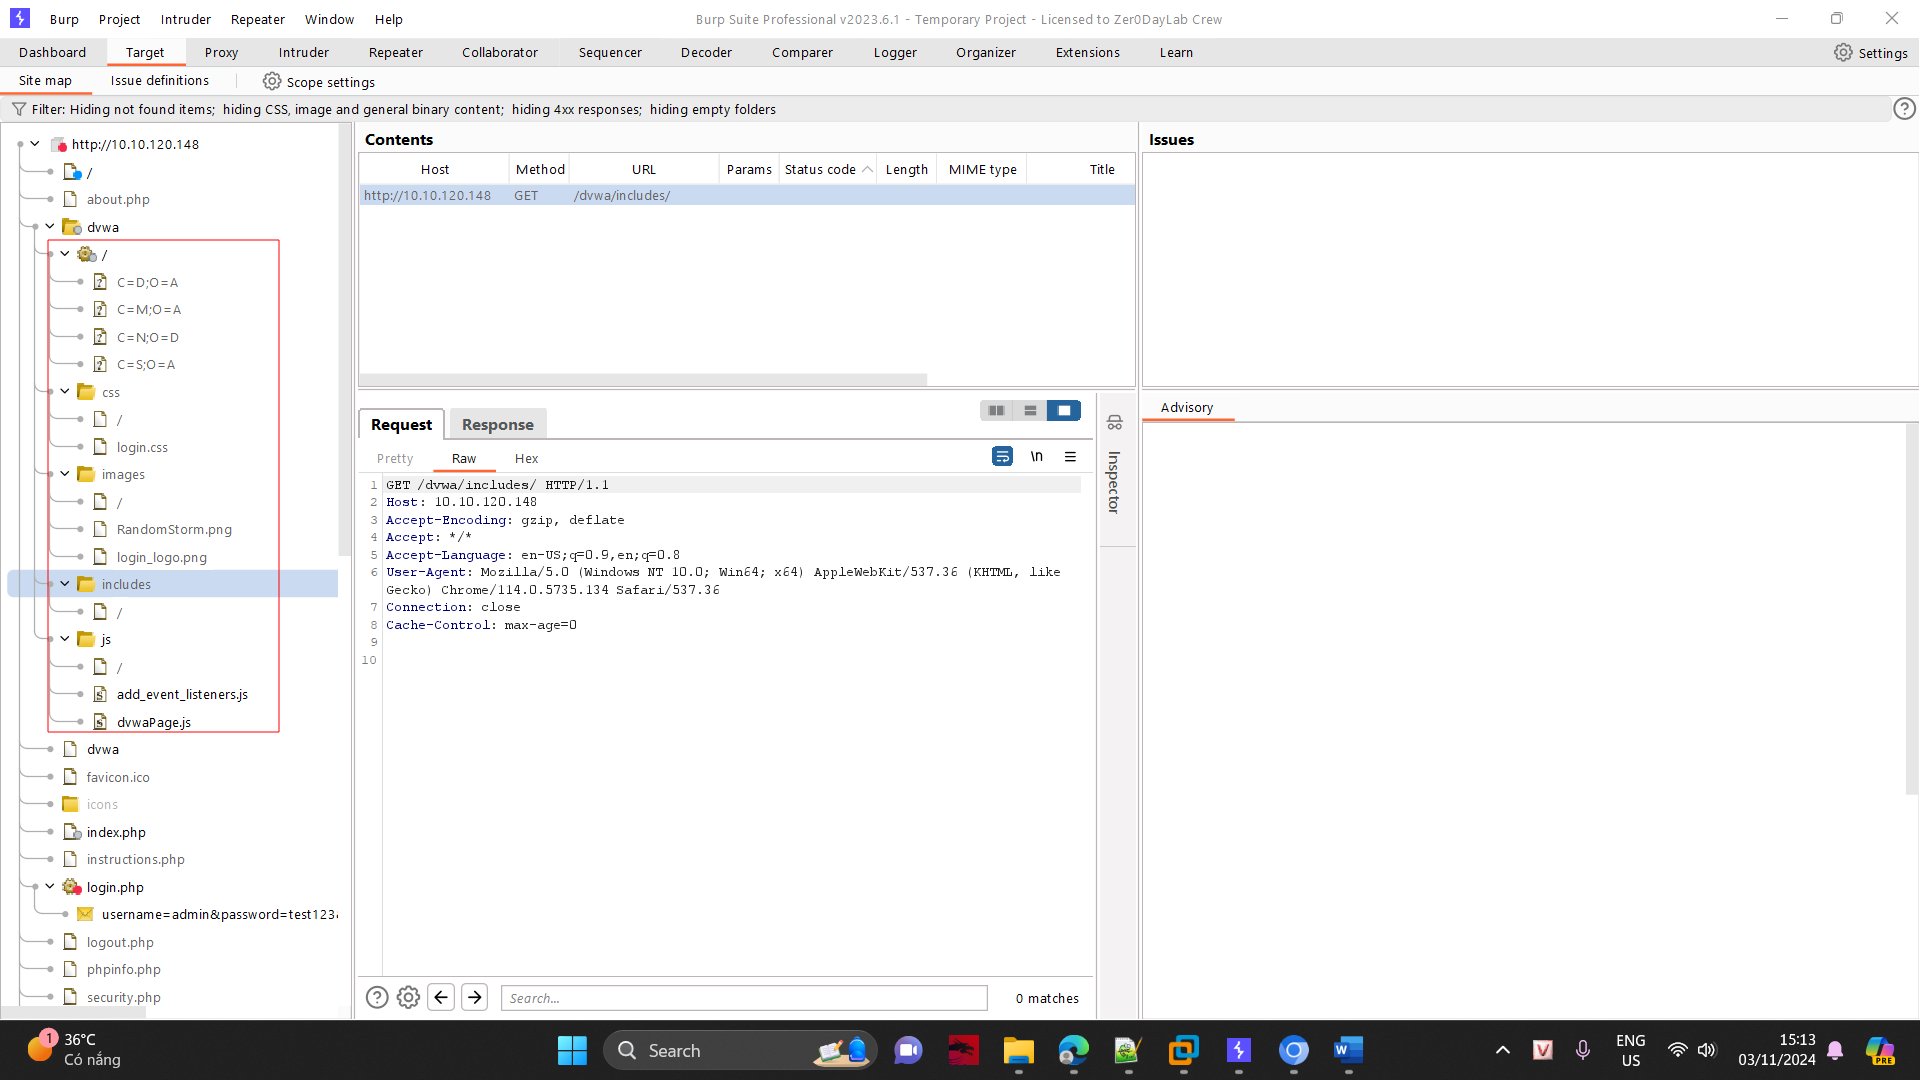 Burp Project Intruder Repeater Window Help
Burp Suite Professional v2023.6.1 - Temporary Project - Licensed to Zer0DayLab Crew
Dashboard Target Proxy Intruder Repeater Collaborator Sequencer Decoder Comparer Logger Organizer Extensions Learn Settings
Site map Issue definitions Scope settings
Filter: Hiding not found items; hiding CSS, image and general binary content; hiding 4xx responses; hiding empty folders
http://10.10.120.148
/
about.php
dvwa
/
C=D;O=A
C=M;O=A
C=N;O=D
C=S;O=A
css
/
login.css
images
/
RandomStorm.png
login_logo.png
includes
/
js
/
add_event_listeners.js
dvwaPage.js
dvwa
favicon.ico
icons
index.php
instructions.php
login.php
username=admin&password=test123&
logout.php
phpinfo.php
security.php
Contents
Host Method URL Params Status code Length MIME type Title
http://10.10.120.148 GET /dvwa/includes/
Request Response
Pretty Raw Hex \n
1 GET /dvwa/includes/ HTTP/1.1
2 Host: 10.10.120.148
3 Accept-Encoding: gzip, deflate
4 Accept: */*
5 Accept-Language: en-US;q=0.9,en;q=0.8
6 User-Agent: Mozilla/5.0 (Windows NT 10.0; Win64; x64) AppleWebKit/537.36 (KHTML, like
Gecko) Chrome/114.0.5735.134 Safari/537.36
7 Connection: close
8 Cache-Control: max-age=0
9
10
Search...
0 matches
Inspector
Issues
Advisory
1
36°C
Có nắng
Search
ENG
US
15:13
03/11/2024
PRE